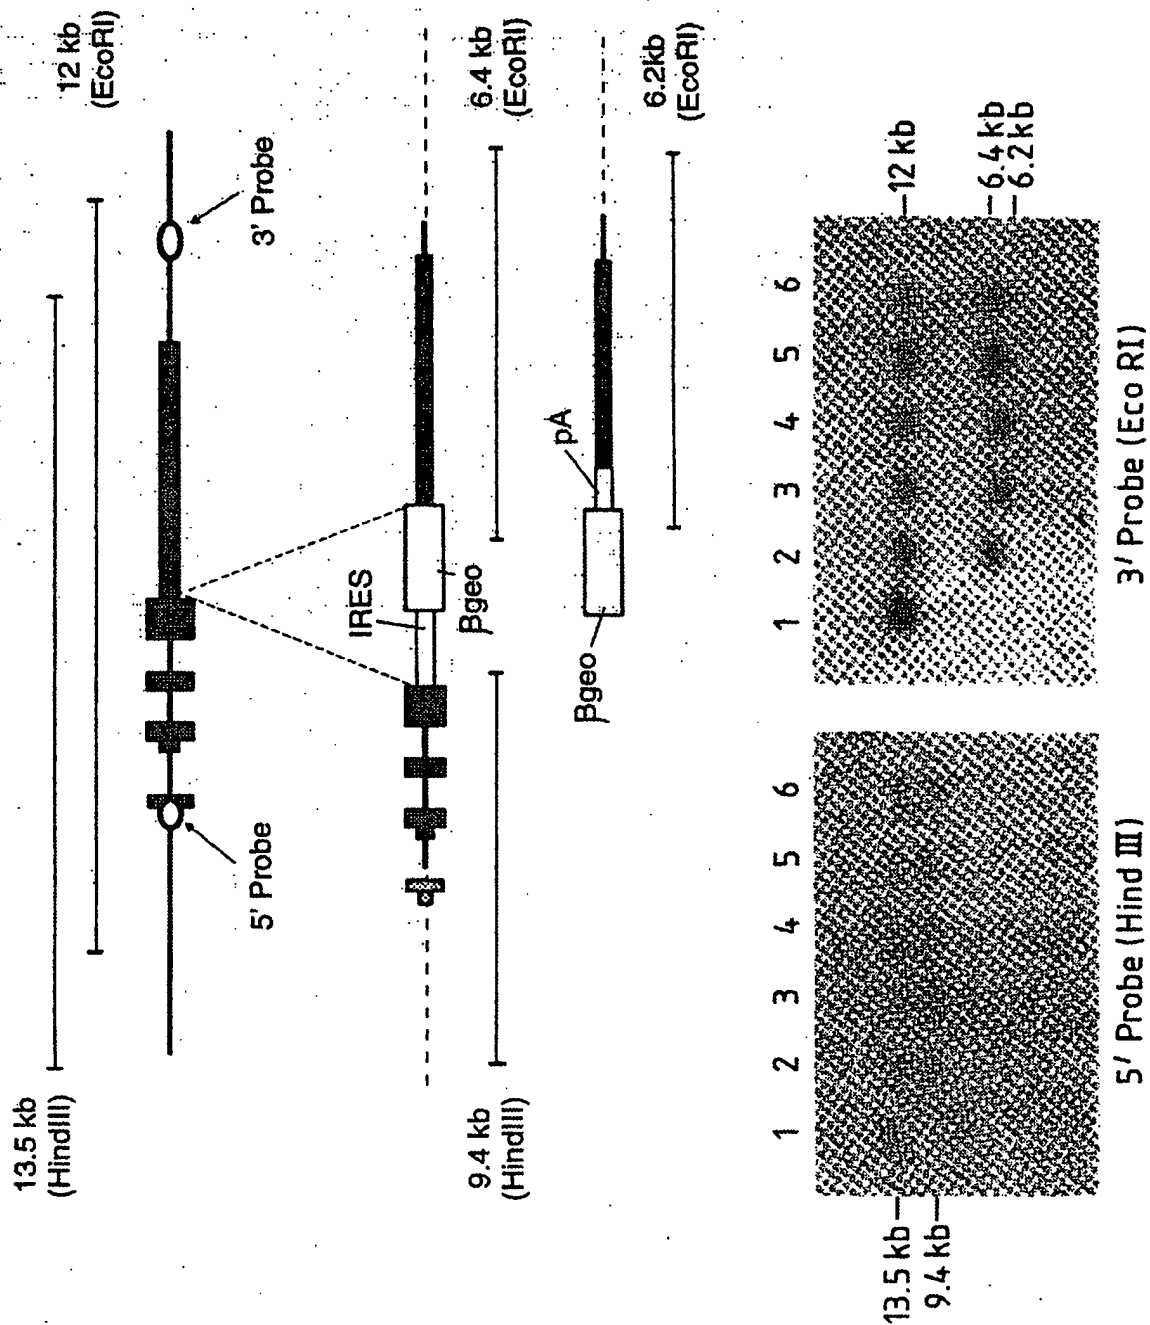 13.5 kb
(HindIII)
12 kb
(EcoRI)
5' Probe
3' Probe
IRES
βgeo
9.4 kb
(HindIII)
6.4 kb
(EcoRI)
βgeo
pA
6.2kb
(EcoRI)
1 2 3 4 5 6
13.5 kb
9.4 kb
5' Probe (Hind III)
1 2 3 4 5 6
12 kb
6.4 kb
6.2 kb
3' Probe (Eco RI)